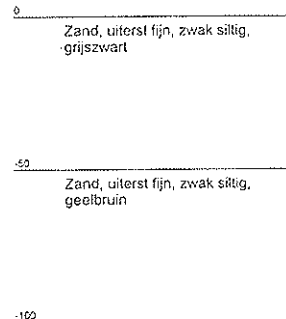 0
Zand, uiterst fijn, zwak siltig,
grijszwart
-50
Zand, uiterst fijn, zwak siltig,
geelbruin
-100